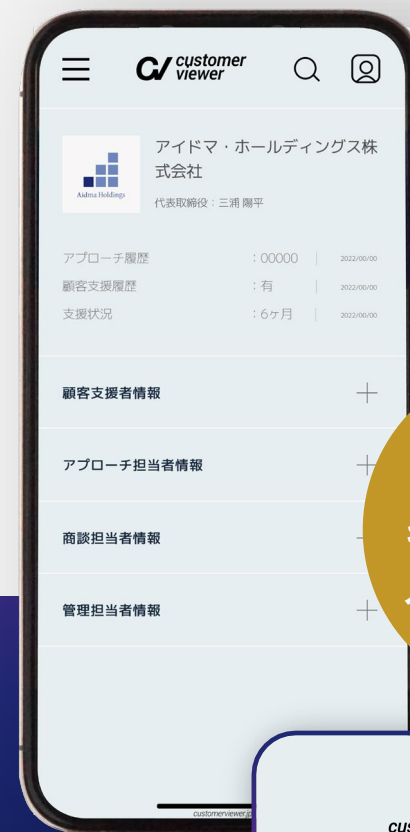 customer
viewer
アイドマ・ホールディングス株
式会社
Aidma Holdings
代表取締役：三浦 陽平
アプローチ履歴 ：00000 | 2022/00/00
顧客支援履歴 ：有 | 2022/00/00
支援状況 ：6ヶ月 | 2022/00/00
顧客支援者情報
アプローチ担当者情報
商談担当者情報
管理担当者情報
customerviewer.jp
cus